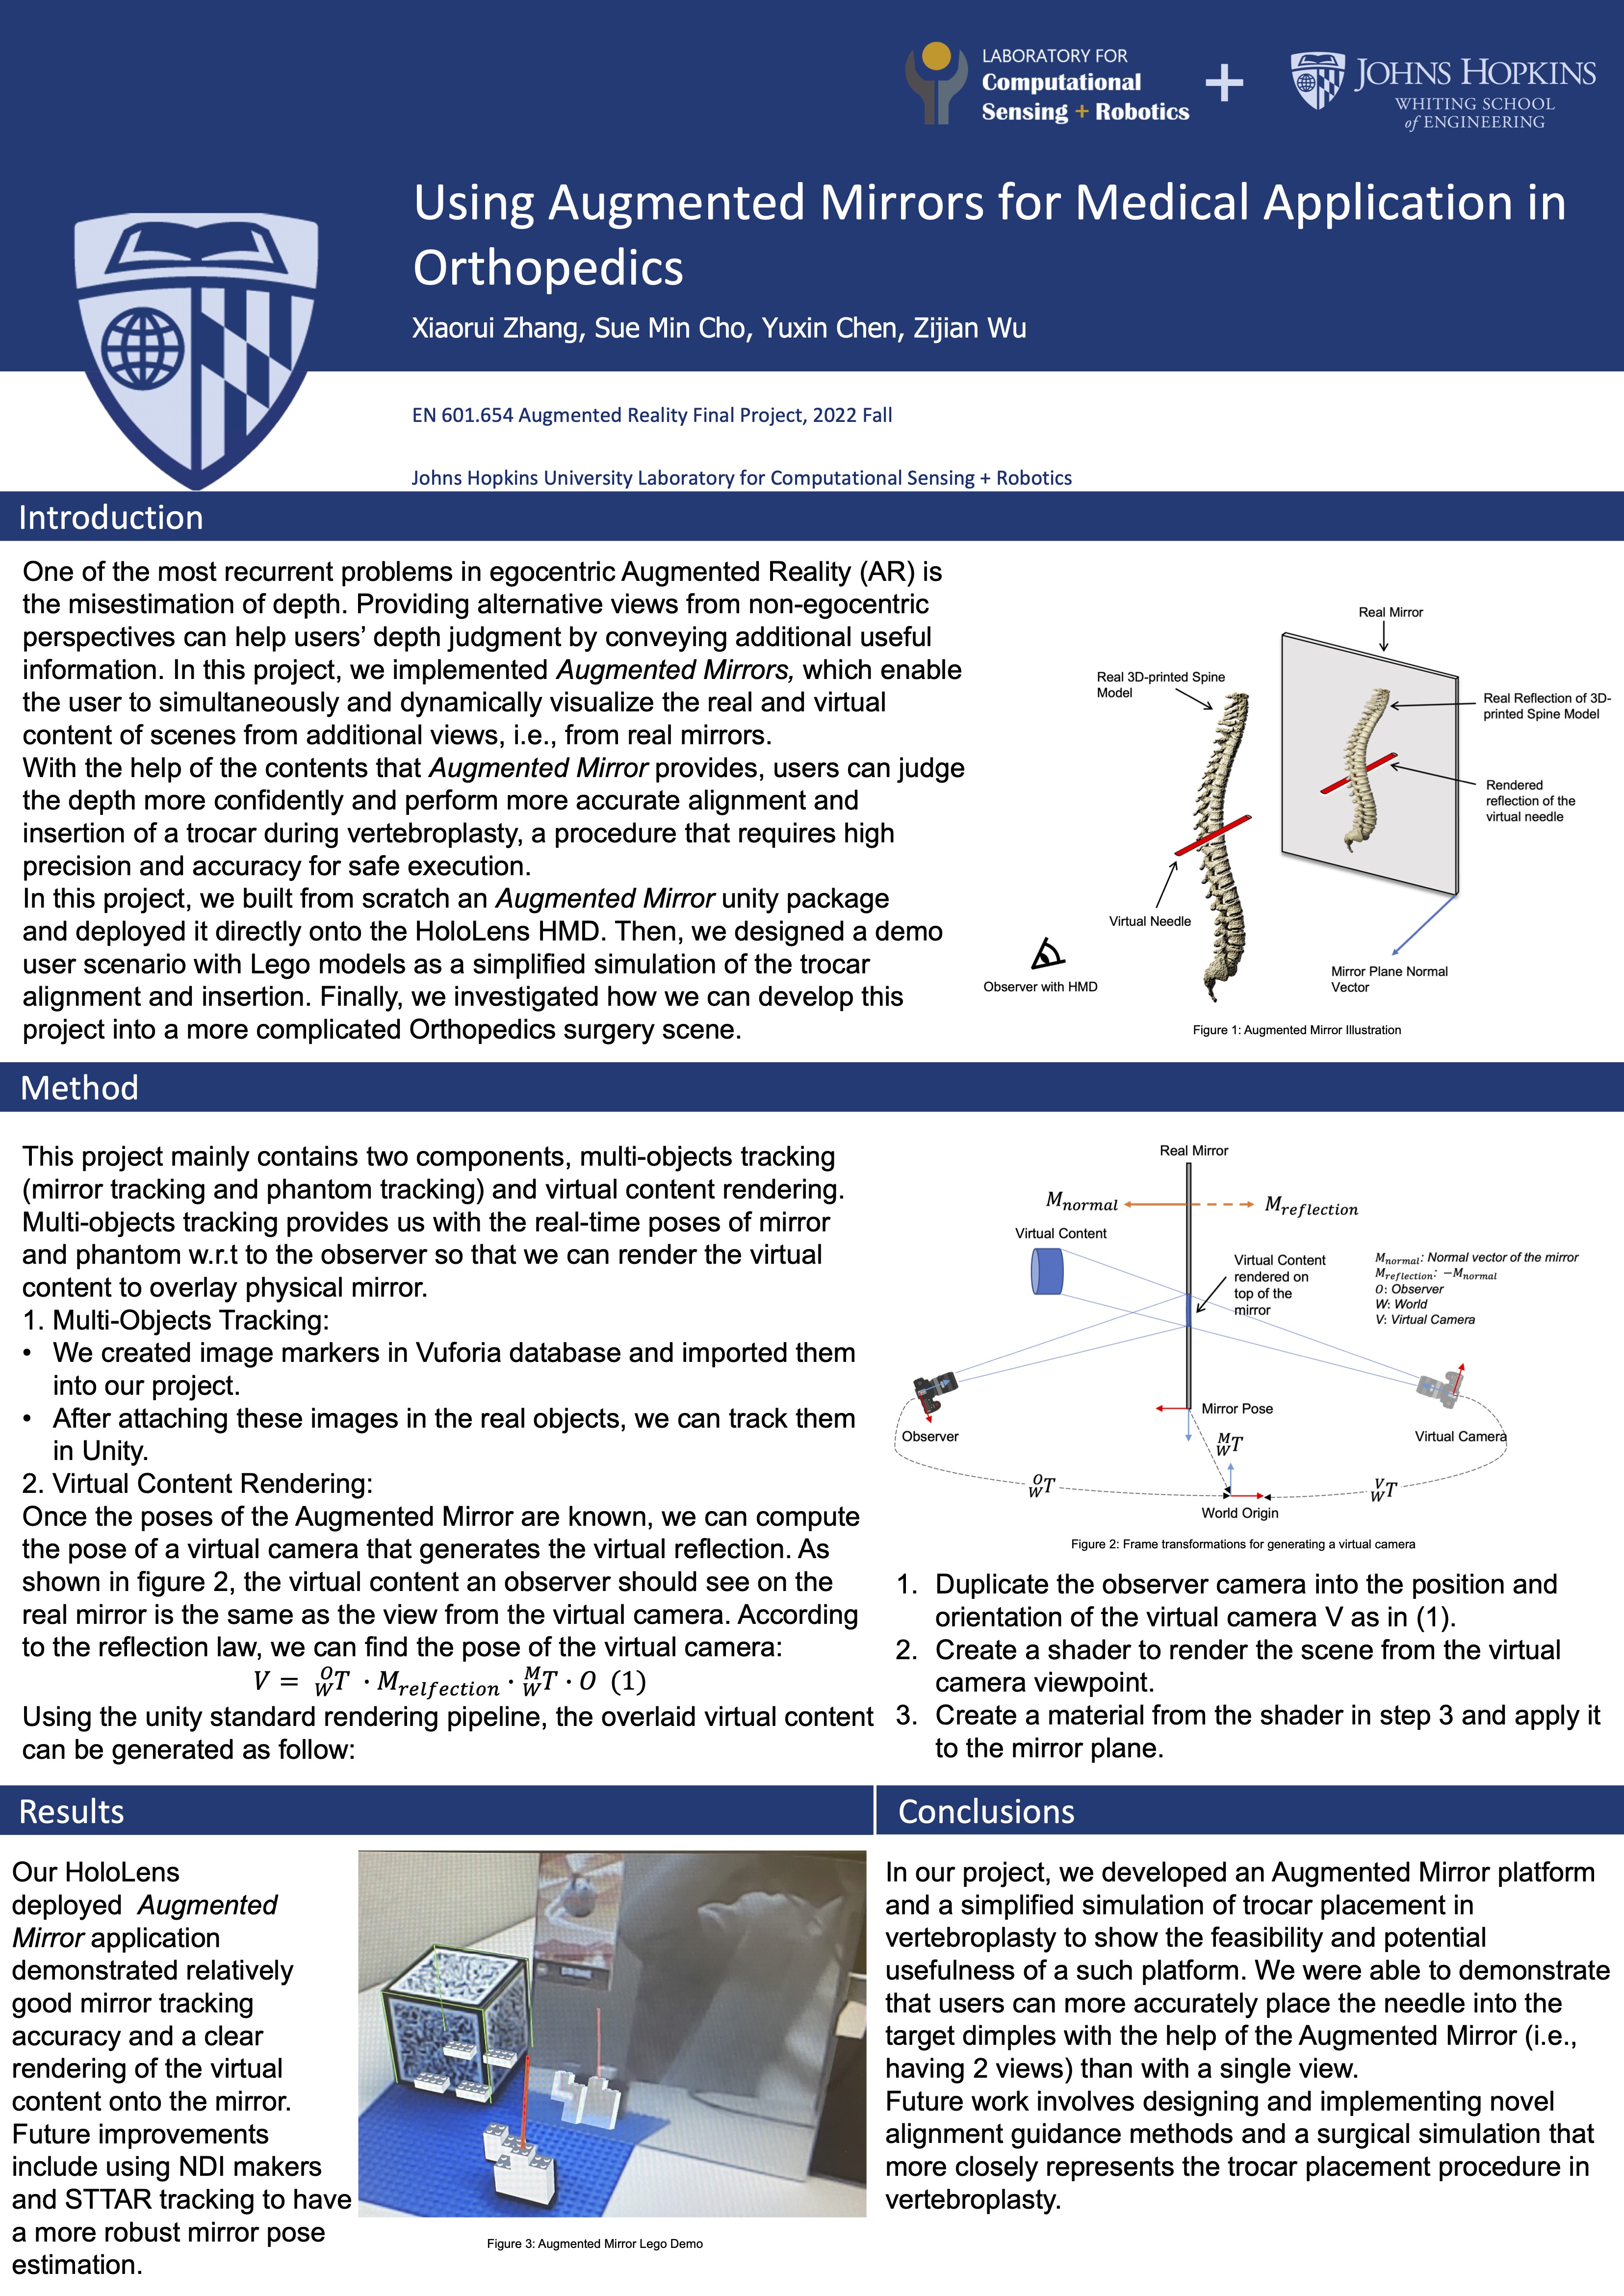 LABORATORY FOR
Computational
Sensing + Robotics
+
JOHNS HOPKINS
WHITING SCHOOL
of ENGINEERING
Using Augmented Mirrors for Medical Application in
Orthopedics
Xiaorui Zhang, Sue Min Cho, Yuxin Chen, Zijian Wu
EN 601.654 Augmented Reality Final Project, 2022 Fall
Johns Hopkins University Laboratory for Computational Sensing + Robotics
Introduction
One of the most recurrent problems in egocentric Augmented Reality (AR) is
the misestimation of depth. Providing alternative views from non-egocentric
perspectives can help users’ depth judgment by conveying additional useful
information. In this project, we implemented Augmented Mirrors, which enable
the user to simultaneously and dynamically visualize the real and virtual
content of scenes from additional views, i.e., from real mirrors.
With the help of the contents that Augmented Mirror provides, users can judge
the depth more confidently and perform more accurate alignment and
insertion of a trocar during vertebroplasty, a procedure that requires high
precision and accuracy for safe execution.
In this project, we built from scratch an Augmented Mirror unity package
and deployed it directly onto the HoloLens HMD. Then, we designed a demo
user scenario with Lego models as a simplified simulation of the trocar
alignment and insertion. Finally, we investigated how we can develop this
project into a more complicated Orthopedics surgery scene.
Real Mirror
Real 3D-printed Spine
Model
Real Reflection of 3D-
printed Spine Model
Rendered
reflection of the
virtual needle
Virtual Needle
Observer with HMD
Mirror Plane Normal
Vector
Figure 1: Augmented Mirror Illustration
Method
This project mainly contains two components, multi-objects tracking
(mirror tracking and phantom tracking) and virtual content rendering.
Multi-objects tracking provides us with the real-time poses of mirror
and phantom w.r.t to the observer so that we can render the virtual
content to overlay physical mirror.
1. Multi-Objects Tracking:
• We created image markers in Vuforia database and imported them
into our project.
• After attaching these images in the real objects, we can track them
in Unity.
2. Virtual Content Rendering:
Once the poses of the Augmented Mirror are known, we can compute
the pose of a virtual camera that generates the virtual reflection. As
shown in figure 2, the virtual content an observer should see on the
real mirror is the same as the view from the virtual camera. According
to the reflection law, we can find the pose of the virtual camera:
V = O W T · M relfection · M W T · O (1)
Using the unity standard rendering pipeline, the overlaid virtual content
can be generated as follow:
Real Mirror
M normal
M reflection
Virtual Content
Virtual Content
rendered on
top of the
mirror
M normal: Normal vector of the mirror
M reflection: −M normal
O: Observer
W: World
V: Virtual Camera
Observer
Mirror Pose
Virtual Camera
M W T
O W T
V W T
World Origin
Figure 2: Frame transformations for generating a virtual camera
1. Duplicate the observer camera into the position and
orientation of the virtual camera V as in (1).
2. Create a shader to render the scene from the virtual
camera viewpoint.
3. Create a material from the shader in step 3 and apply it
to the mirror plane.
Results
Our HoloLens
deployed Augmented
Mirror application
demonstrated relatively
good mirror tracking
accuracy and a clear
rendering of the virtual
content onto the mirror.
Future improvements
include using NDI makers
and STTAR tracking to have
a more robust mirror pose
estimation.
Figure 3: Augmented Mirror Lego Demo
Conclusions
In our project, we developed an Augmented Mirror platform
and a simplified simulation of trocar placement in
vertebroplasty to show the feasibility and potential
usefulness of a such platform. We were able to demonstrate
that users can more accurately place the needle into the
target dimples with the help of the Augmented Mirror (i.e.,
having 2 views) than with a single view.
Future work involves designing and implementing novel
alignment guidance methods and a surgical simulation that
more closely represents the trocar placement procedure in
vertebroplasty.